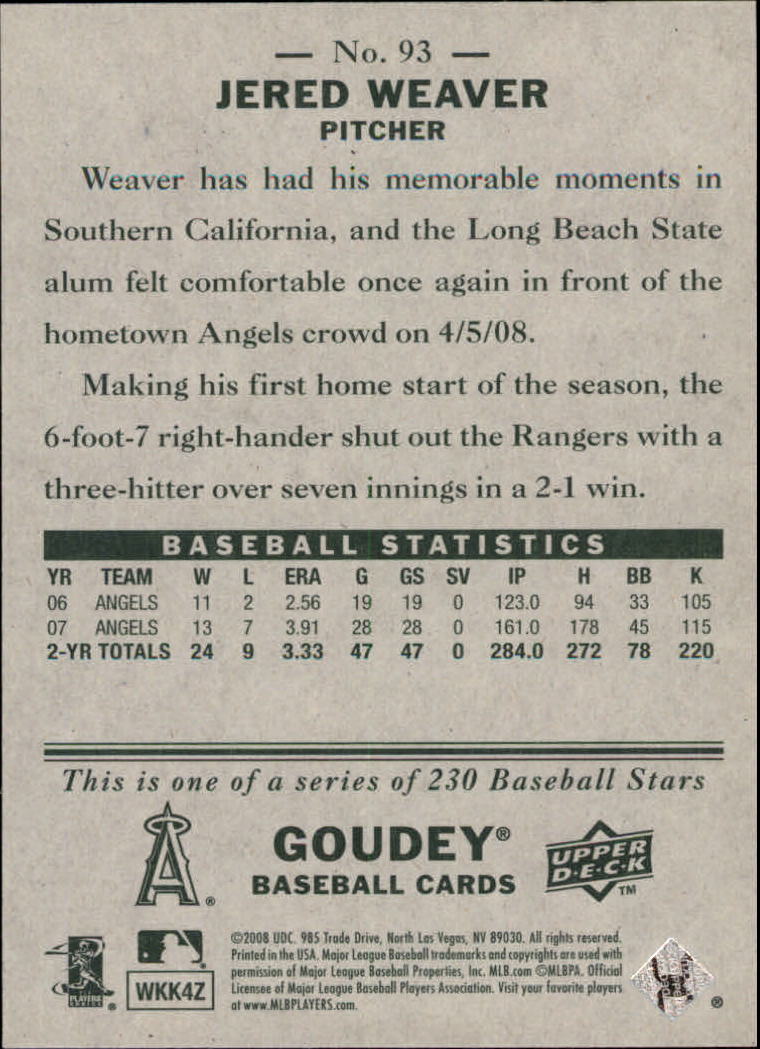 — No. 93 —
JERED WEAVER
PITCHER
Weaver has had his memorable moments in
Southern California, and the Long Beach State
alum felt comfortable once again in front of the
hometown Angels crowd on 4/5/08.
Making his first home start of the season, the
6-foot-7 right-hander shut out the Rangers with a
three-hitter over seven innings in a 2-1 win.
BASEBALL STATISTICS
YR TEAM W L ERA G GS SV IP H BB K
06 ANGELS 11 2 2.56 19 19 0 123.0 94 33 105
07 ANGELS 13 7 3.91 28 28 0 161.0 178 45 115
2-YR TOTALS 24 9 3.33 47 47 0 284.0 272 78 220
This is one of a series of 230 Baseball Stars
A®
GOUDEY®
BASEBALL CARDS
UPPER
D·E·C·K
TM
PLAYERS
®
WKK4Z
©2008 UDC. 985 Trade Drive, North Las Vegas, NV 89030. All rights reserved.
Printed in the USA. Major League Baseball trademarks and copyrights are used with
permission of Major League Baseball Properties, Inc. MLB.com ©MLBPA. Official
Licensee of Major League Baseball Players Association. Visit your favorite players
at www.MLBPLAYERS.com.
®